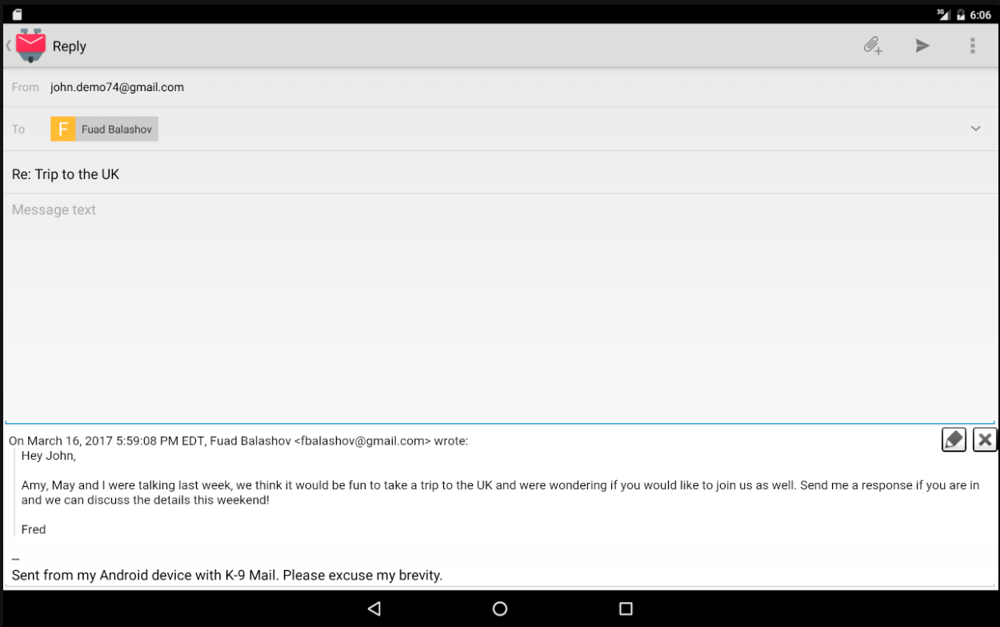 3G 6:06
Reply
From john.demo74@gmail.com
To F Fuad Balashov
Re: Trip to the UK
Message text
On March 16, 2017 5:59:08 PM EDT, Fuad Balashov <fbalashov@gmail.com> wrote:
Hey John,
Amy, May and I were talking last week, we think it would be fun to take a trip to the UK and were wondering if you would like to join us as well. Send me a response if you are in
and we can discuss the details this weekend!
Fred
--
Sent from my Android device with K-9 Mail. Please excuse my brevity.